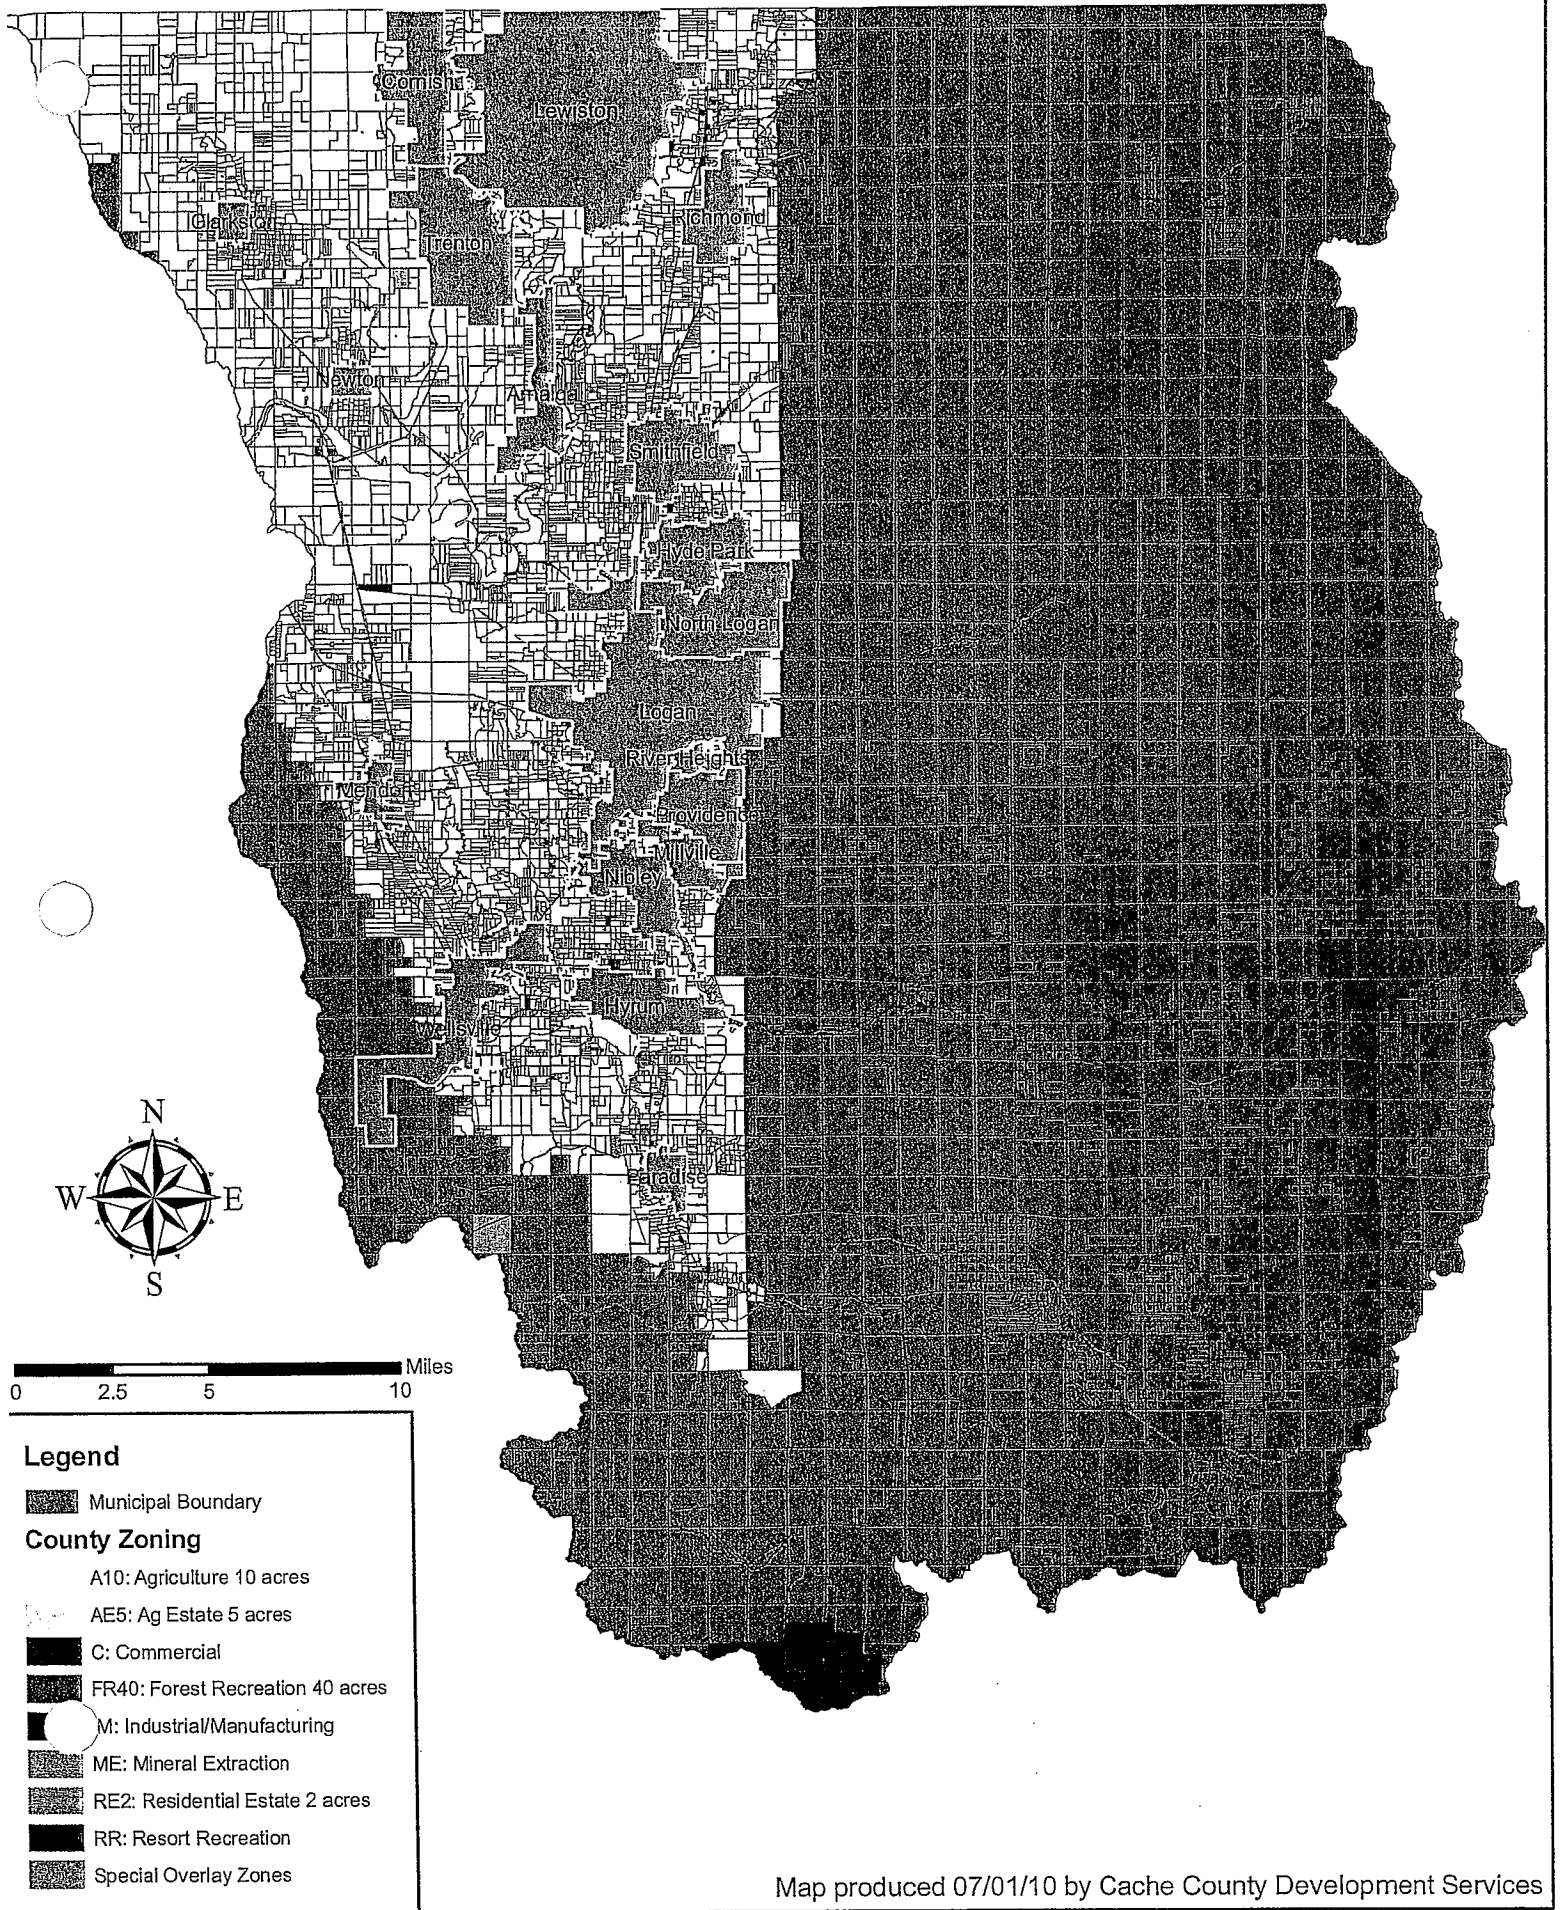 Cornish
Lewiston
Clarkston
Richmond
Trenton
Newton
Amalga
Smithfield
Hyde Park
North Logan
Logan
River Heights
Mendon
Providence
Millville
Nibley
Hyrum
Wellsville
Paradise
N
W E
S
Miles
0 2.5 5 10
Legend
Municipal Boundary
County Zoning
A10: Agriculture 10 acres
AE5: Ag Estate 5 acres
C: Commercial
FR40: Forest Recreation 40 acres
M: Industrial/Manufacturing
ME: Mineral Extraction
RE2: Residential Estate 2 acres
RR: Resort Recreation
Special Overlay Zones
Map produced 07/01/10 by Cache County Development Services